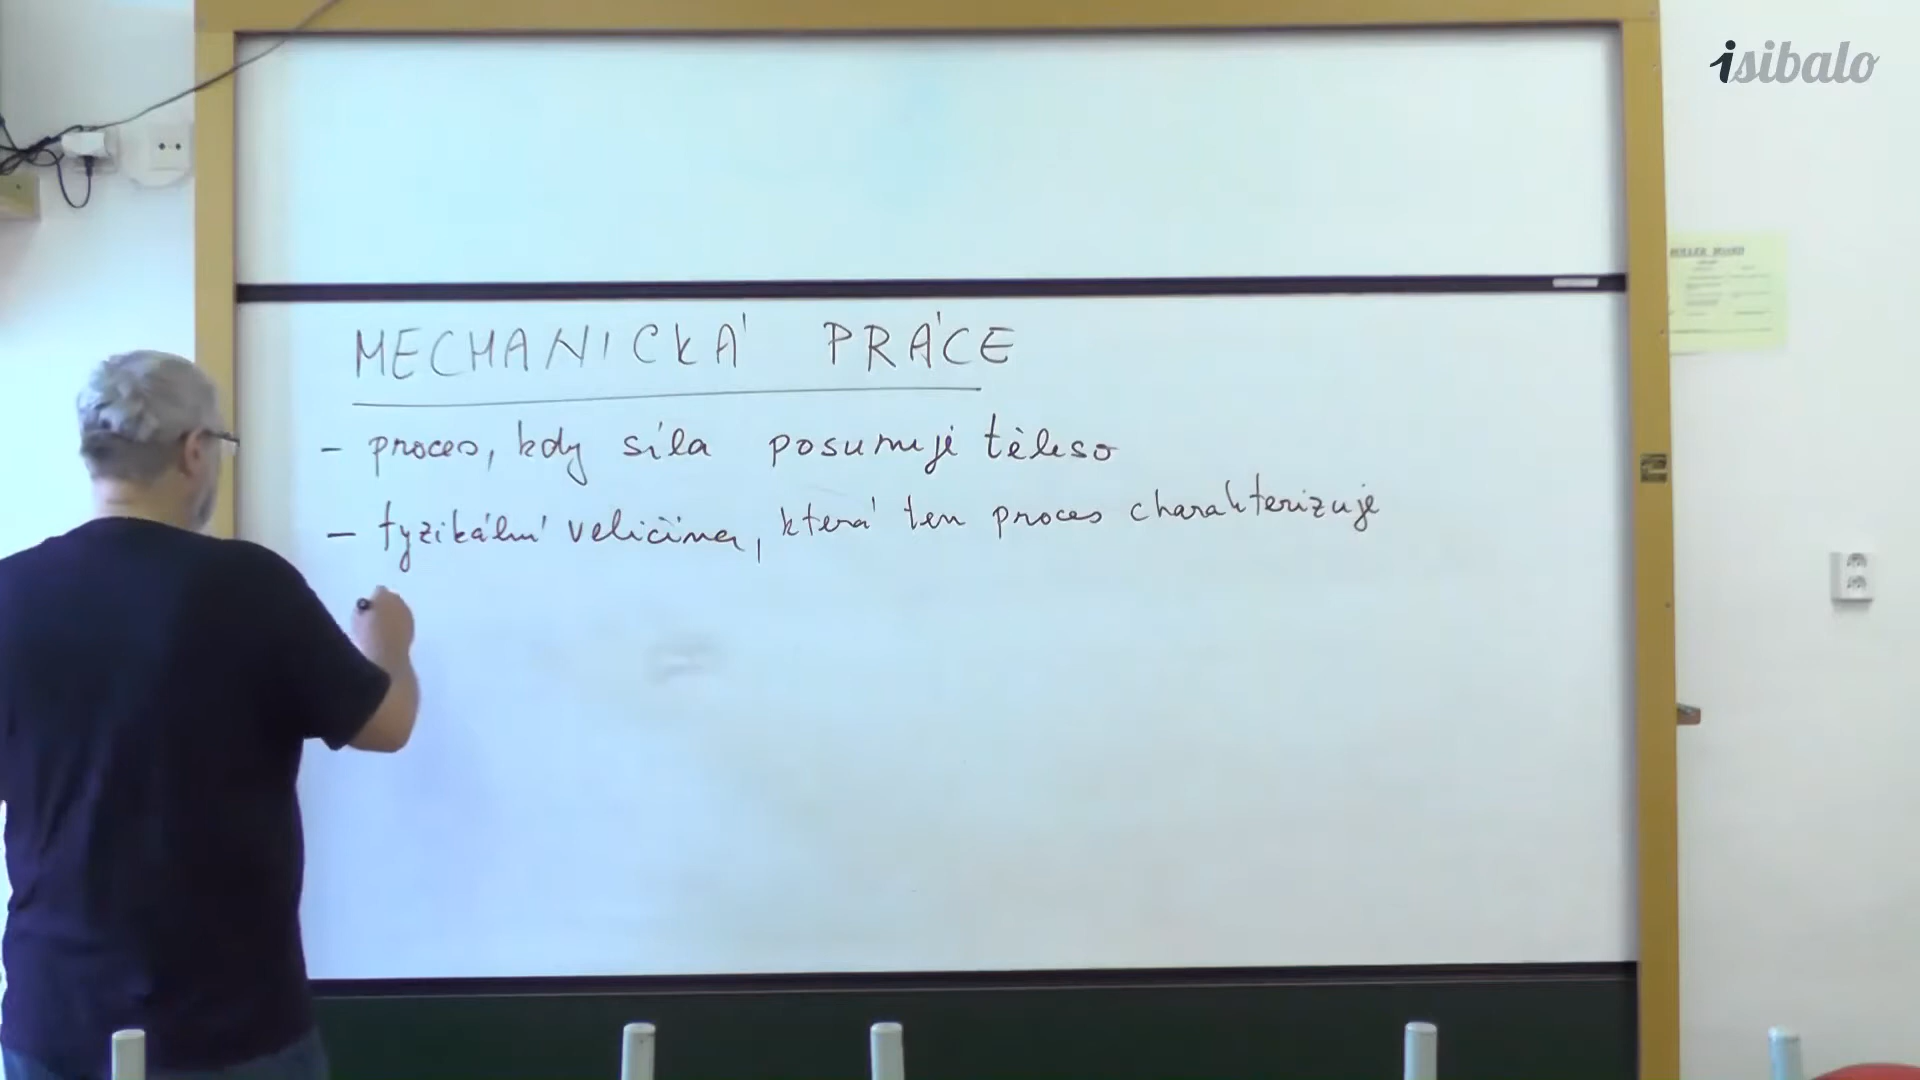 isibalo
MECHANICKÁ PRÁCE
- proces, kdy síla posunuje těleso
- fyzikální veličina, která ten proces charakterizuje